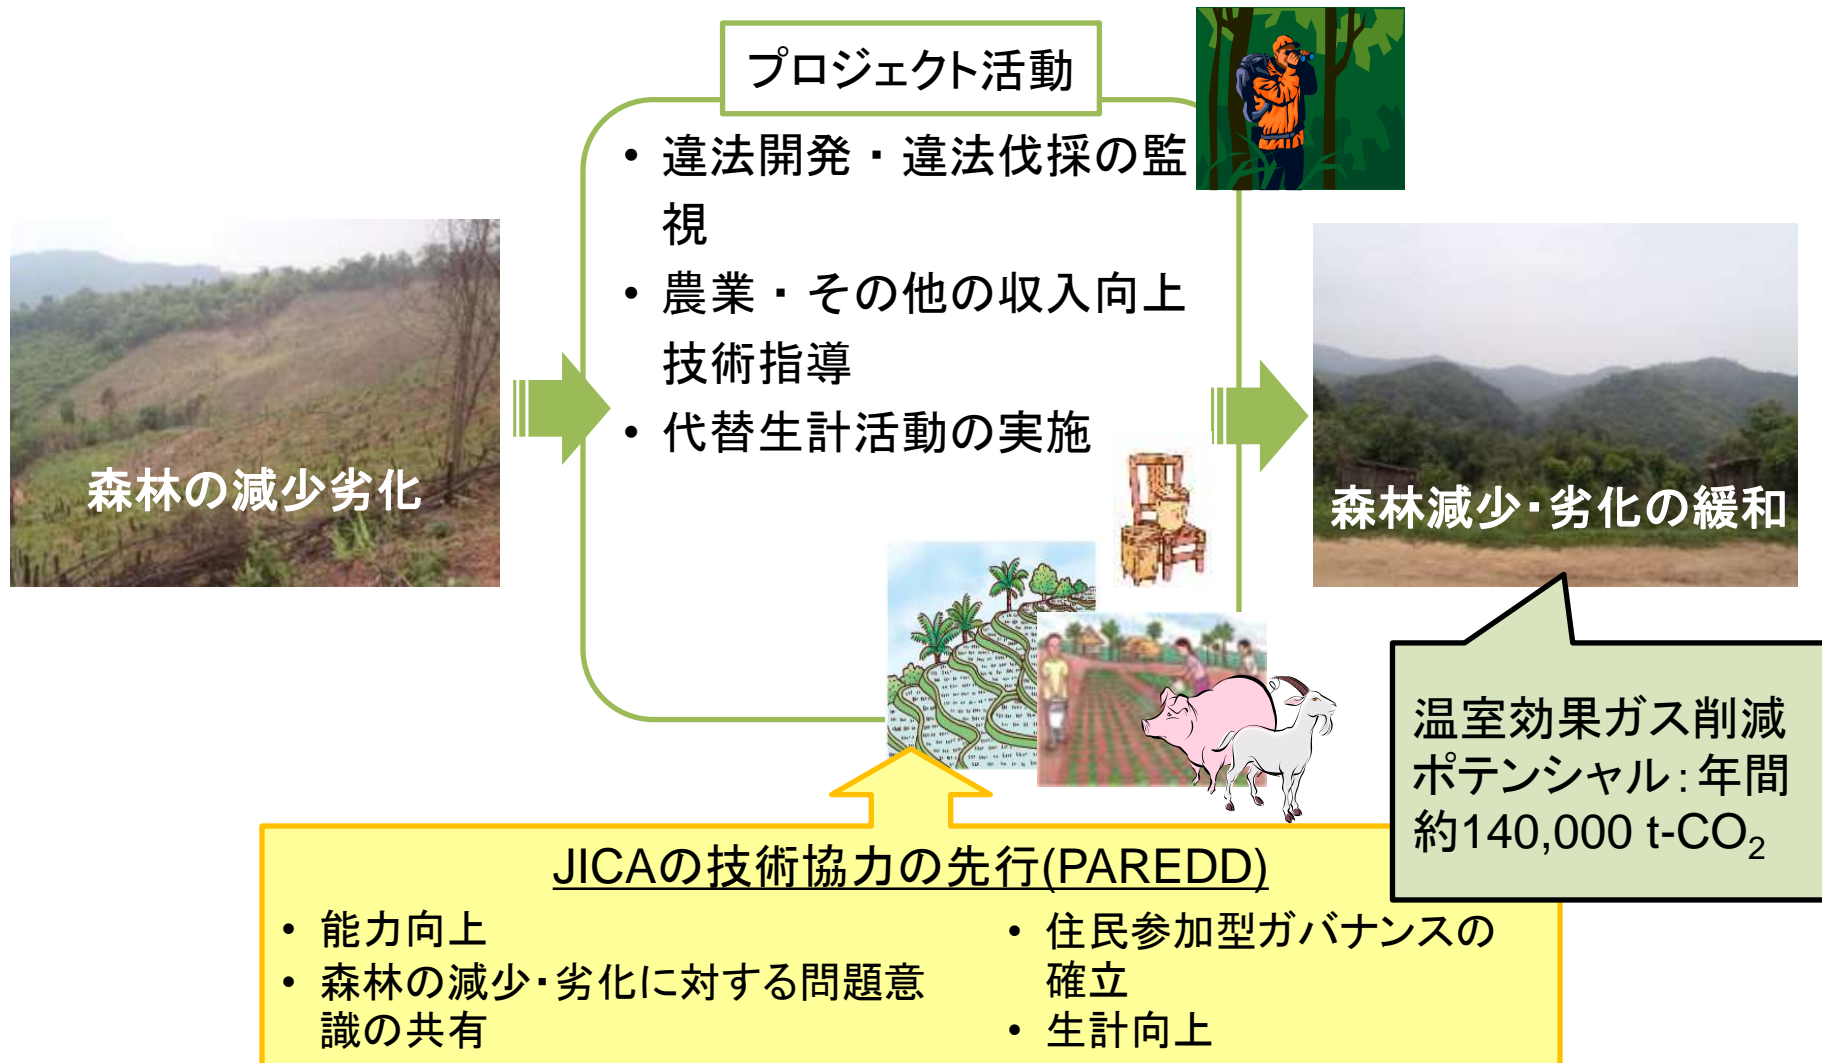 プロジェクト活動
• 違法開発・違法伐採の監
視
• 農業・その他の収入向上
技術指導
• 代替生計活動の実施
森林の減少劣化
森林減少・劣化の緩和
温室効果ガス削減
ポテンシャル：年間
約140,000 t-CO₂
JICAの技術協力の先行(PAREDD)
• 能力向上
• 森林の減少・劣化に対する問題意
識の共有
• 住民参加型ガバナンスの
確立
• 生計向上